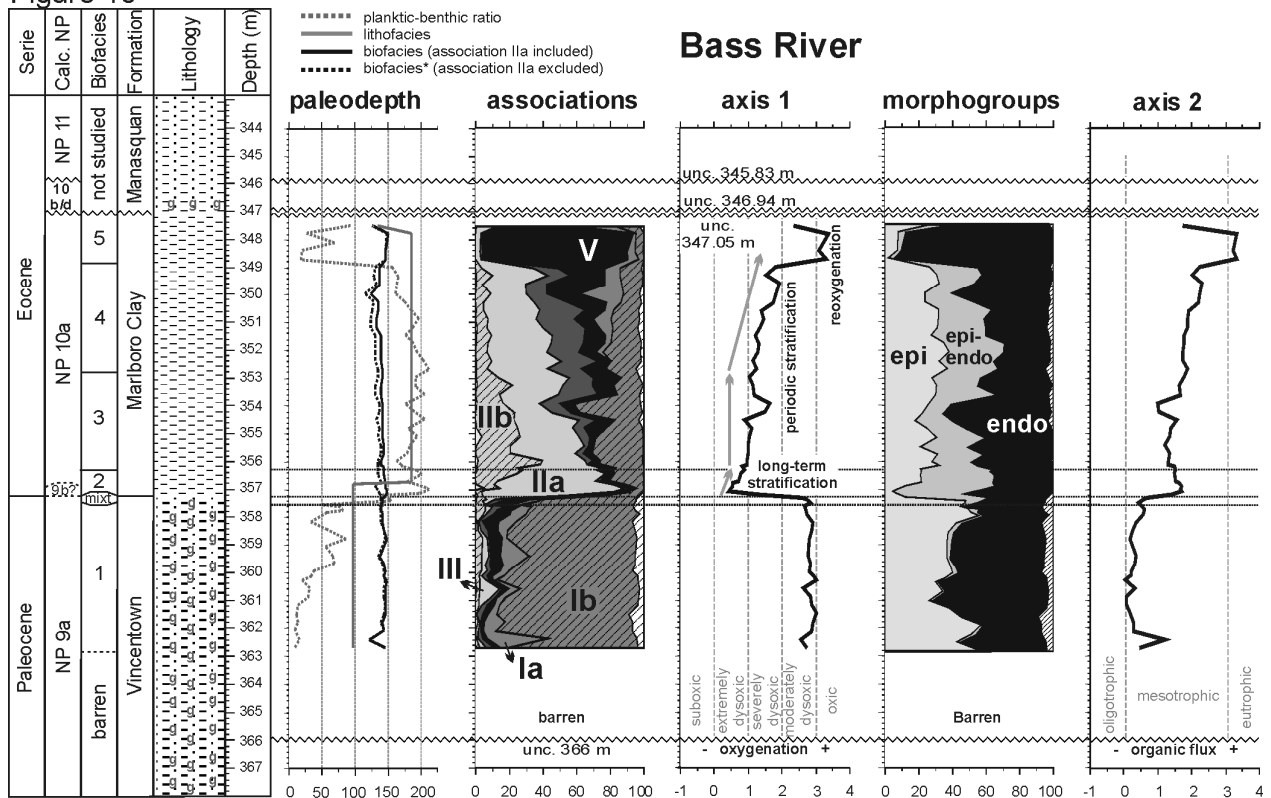 Figure
planktic-benthic ratio
lithofacies
biofacies (association IIa included)
biofacies* (association IIa excluded)
Bass River
Serie
Calc. NP
Biofacies
Formation
Lithology
Depth (m)
paleodepth
associations
axis 1
morphogroups
axis 2
Eocene
Paleocene
NP 11
10
b/d
NP 10a
9b?
NP 9a
not studied
5
4
3
2
mixt
1
barren
Manasquan
Marlboro Clay
Vincentown
g g g
g g g g g g g g g g g g g g g g g g g g g g g g g g g
344
345
346
347
348
349
350
351
352
353
354
355
356
357
358
359
360
361
362
363
364
365
366
367
unc. 345.83 m
unc. 346.94 m
unc.
347.05 m
V
IIb
IIa
III
Ib
Ia
barren
unc. 366 m
reoxygenation
periodic stratification
long-term
stratification
suboxic
extremely
dysoxic
severely
dysoxic
moderately
dysoxic
oxic
- oxygenation +
epi
epi-
endo
endo
Barren
oligotrophic
mesotrophic
eutrophic
- organic flux +
0 50 100 150 200
0 20 40 60 80 100
-1 0 1 2 3 4
0 20 40 60 80 100
-1 0 1 2 3 4